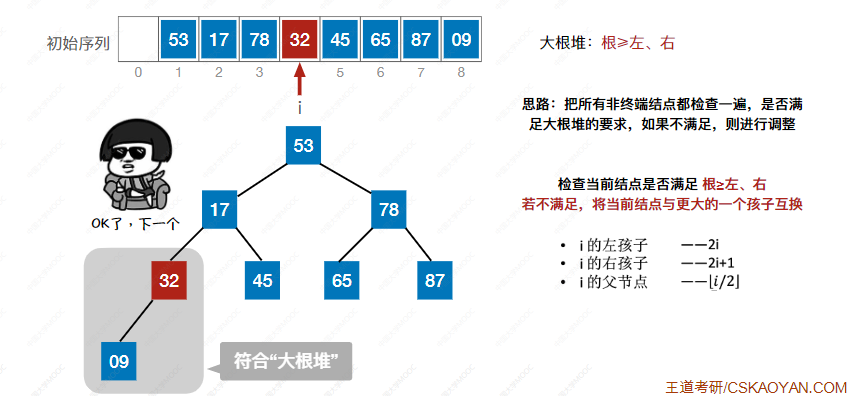 初始序列
53 17 78 32 45 65 87 09
0 1 2 3 5 6 7 8
i
大根堆：根≥左、右
思路：把所有非终端结点都检查一遍，是否满
足大根堆的要求，如果不满足，则进行调整
检查当前结点是否满足 根≥左、右
若不满足，将当前结点与更大的一个孩子互换
• i 的左孩子 ——2i
• i 的右孩子 ——2i+1
• i 的父节点 ——⌊i/2⌋
53
17 78
OK了，下一个
32 45 65 87
09
符合“大根堆”
王道考研/CSKAOYAN.COM